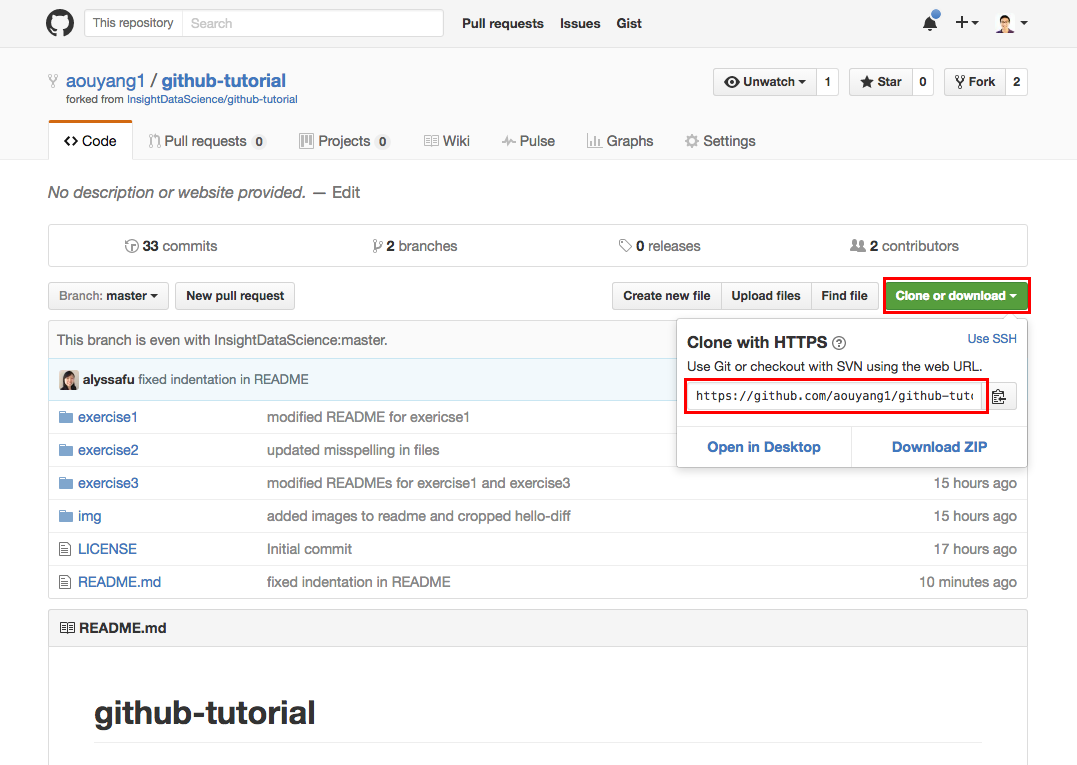 This repository Search Pull requests Issues Gist
aouyang1 / github-tutorial
forked from InsightDataScience/github-tutorial
Unwatch 1 Star 0 Fork 2
Code Pull requests 0 Projects 0 Wiki Pulse Graphs Settings
No description or website provided. — Edit
33 commits 2 branches 0 releases 2 contributors
Branch: master New pull request Create new file Upload files Find file Clone or download
This branch is even with InsightDataScience:master.
Clone with HTTPS ? Use SSH
Use Git or checkout with SVN using the web URL.
https://github.com/aouyang1/github-tuto
Open in Desktop Download ZIP
alyssafu fixed indentation in README
exercise1 modified README for exericse1
exercise2 updated misspelling in files
exercise3 modified READMEs for exercise1 and exercise3 15 hours ago
img added images to readme and cropped hello-diff 15 hours ago
LICENSE Initial commit 17 hours ago
README.md fixed indentation in README 10 minutes ago
README.md
github-tutorial